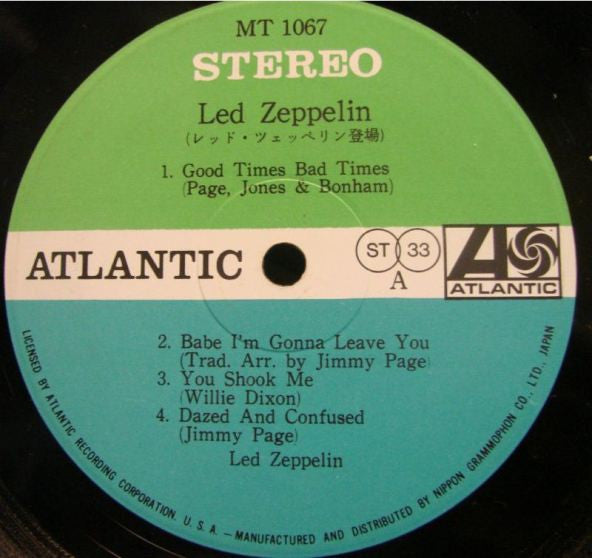 MT 1067
STEREO
Led Zeppelin
(レッド・ツェッペリン登場)
1. Good Times Bad Times
(Page, Jones & Bonham)
ATLANTIC
ST 33
A
ATLANTIC
2. Babe I'm Gonna Leave You
(Trad. Arr. by Jimmy Page)
3. You Shook Me
(Willie Dixon)
4. Dazed And Confused
(Jimmy Page)
Led Zeppelin
LICENSED BY ATLANTIC RECORDING CORPORATION. U. S. A. — MANUFACTURED AND DISTRIBUTED BY NIPPON GRAMMOPHON CO., LTD., JAPAN